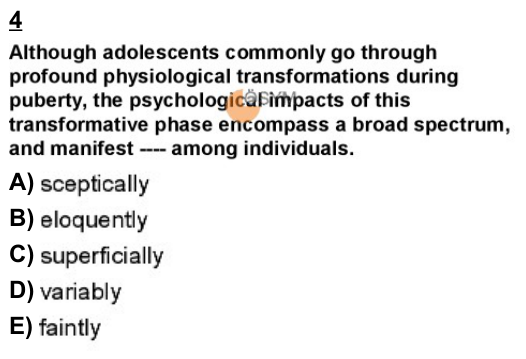 4
Although adolescents commonly go through
profound physiological transformations during
puberty, the psychological impacts of this
transformative phase encompass a broad spectrum,
and manifest ---- among individuals.
A) sceptically
B) eloquently
C) superficially
D) variably
E) faintly